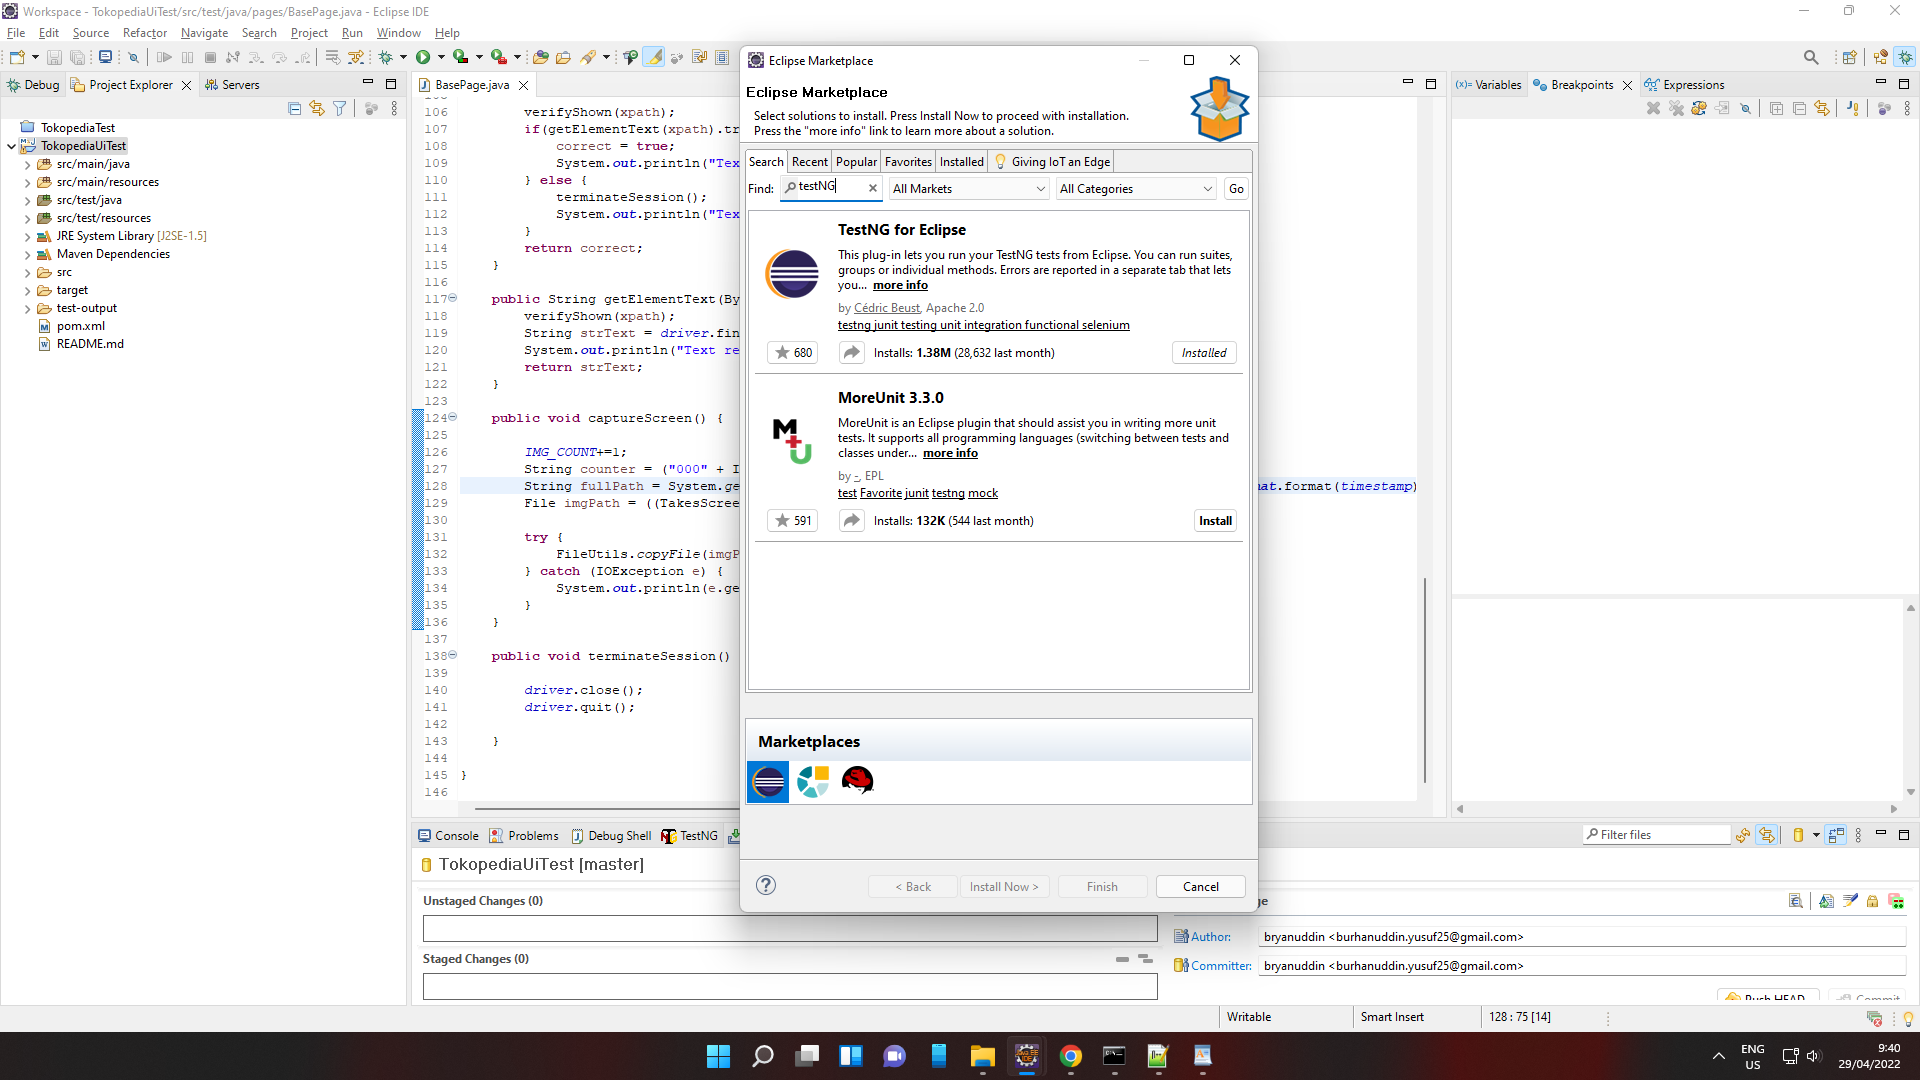 Workspace - TokopediaUiTest/src/test/java/pages/BasePage.java - Eclipse IDE
File Edit Source Refactor Navigate Search Project Run Window Help
Debug Project Explorer Servers
TokopediaTest
TokopediaUiTest
src/main/java
src/main/resources
src/test/java
src/test/resources
JRE System Library [J2SE-1.5]
Maven Dependencies
src
target
test-output
pom.xml
README.md
BasePage.java
106 verifyShown(xpath);
107 if(getElementText(xpath).tr
108 correct = true;
109 System.out.println("Tex
110 } else {
111 terminateSession();
112 System.out.println("Tex
113 }
114 return correct;
115 }
116
117 public String getElementText(By
118 verifyShown(xpath);
119 String strText = driver.fin
120 System.out.println("Text re
121 return strText;
122 }
123
124 public void captureScreen() {
125
126 IMG_COUNT+=1;
127 String counter = ("000" + I
128 String fullPath = System.ge
at.format(timestamp)
129 File imgPath = ((TakesScree
130
131 try {
132 FileUtils.copyFile(imgP
133 } catch (IOException e) {
134 System.out.println(e.ge
135 }
136 }
137
138 public void terminateSession()
139
140 driver.close();
141 driver.quit();
142
143 }
144
145 }
146
Eclipse Marketplace
Eclipse Marketplace
Select solutions to install. Press Install Now to proceed with installation.
Press the "more info" link to learn more about a solution.
Search Recent Popular Favorites Installed Giving IoT an Edge
Find: testNG All Markets All Categories Go
TestNG for Eclipse
This plug-in lets you run your TestNG tests from Eclipse. You can run suites,
groups or individual methods. Errors are reported in a separate tab that lets
you... more info
by Cédric Beust, Apache 2.0
testng junit testing unit integration functional selenium
680 Installs: 1.38M (28,632 last month) Installed
MoreUnit 3.3.0
MoreUnit is an Eclipse plugin that should assist you in writing more unit
tests. It supports all programming languages (switching between tests and
classes under... more info
by -, EPL
test Favorite junit testng mock
591 Installs: 132K (544 last month) Install
Marketplaces
< Back Install Now > Finish Cancel
(x)= Variables Breakpoints Expressions
Console Problems Debug Shell TestNG
Filter files
TokopediaUiTest [master]
Unstaged Changes (0)
Staged Changes (0)
ge
Author: bryanuddin <burhanuddin.yusuf25@gmail.com>
Committer: bryanuddin <burhanuddin.yusuf25@gmail.com>
Push HEAD... Commit
Writable Smart Insert 128 : 75 [14]
ENG
US
9:40
29/04/2022